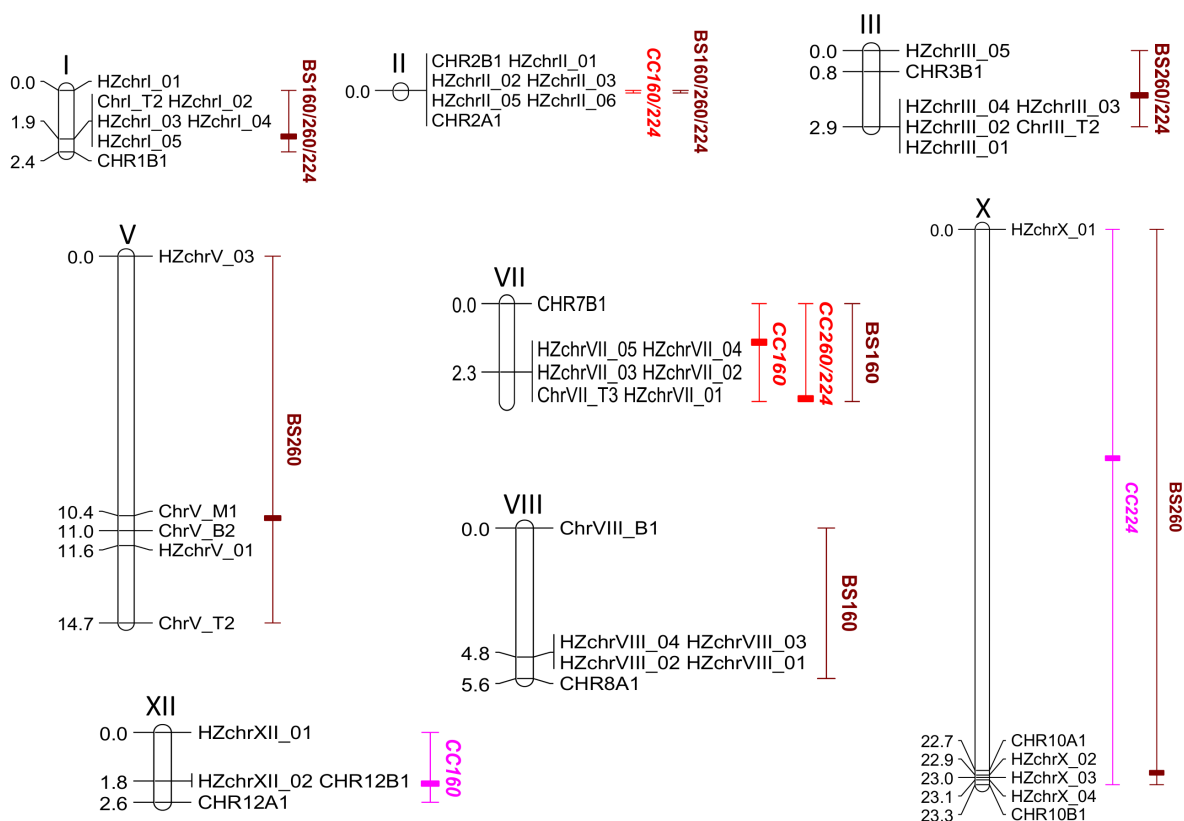 I
0.0 HZchrI_01
ChrI_T2 HZchrI_02
1.9 HZchrI_03 HZchrI_04
HZchrI_05
2.4 CHR1B1
BS160/260/224
II
CHR2B1 HZchrII_01
HZchrII_02 HZchrII_03
0.0
HZchrII_05 HZchrII_06
CHR2A1
CC160/224
BS160/260/224
III
0.0 HZchrIII_05
0.8 CHR3B1
HZchrIII_04 HZchrIII_03
2.9 HZchrIII_02 ChrIII_T2
HZchrIII_01
BS260/224
V
0.0 HZchrV_03
10.4 ChrV_M1
11.0 ChrV_B2
11.6 HZchrV_01
14.7 ChrV_T2
BS260
VII
0.0 CHR7B1
HZchrVII_05 HZchrVII_04
2.3 HZchrVII_03 HZchrVII_02
ChrVII_T3 HZchrVII_01
CC160
CC260/224
BS160
VIII
0.0 ChrVIII_B1
HZchrVIII_04 HZchrVIII_03
4.8 HZchrVIII_02 HZchrVIII_01
5.6 CHR8A1
BS160
X
0.0 HZchrX_01
22.7 CHR10A1
22.9 HZchrX_02
23.0 HZchrX_03
23.1 HZchrX_04
23.3 CHR10B1
CC224
BS260
XII
0.0 HZchrXII_01
1.8 HZchrXII_02 CHR12B1
2.6 CHR12A1
CC160